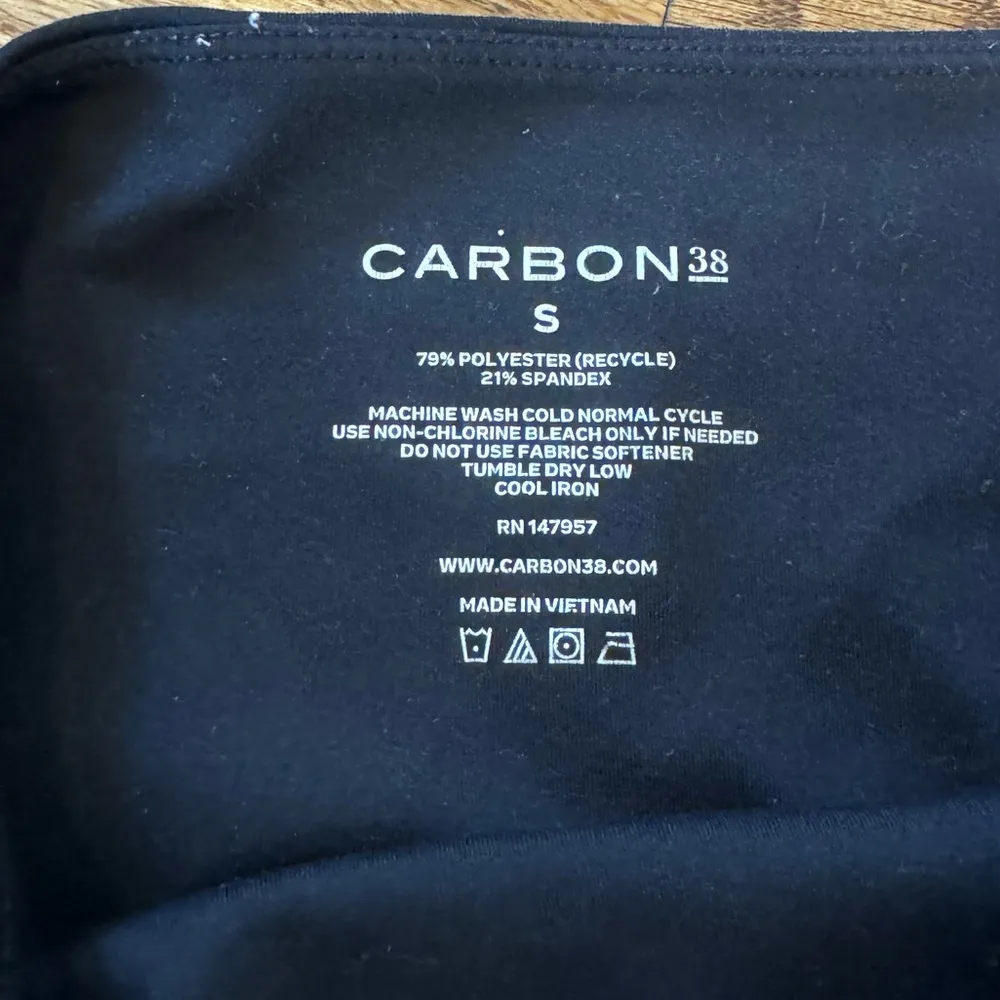 CARBON38
S
79% POLYESTER (RECYCLE)
21% SPANDEX
MACHINE WASH COLD NORMAL CYCLE
USE NON-CHLORINE BLEACH ONLY IF NEEDED
DO NOT USE FABRIC SOFTENER
TUMBLE DRY LOW
COOL IRON
RN 147957
WWW.CARBON38.COM
MADE IN VIETNAM